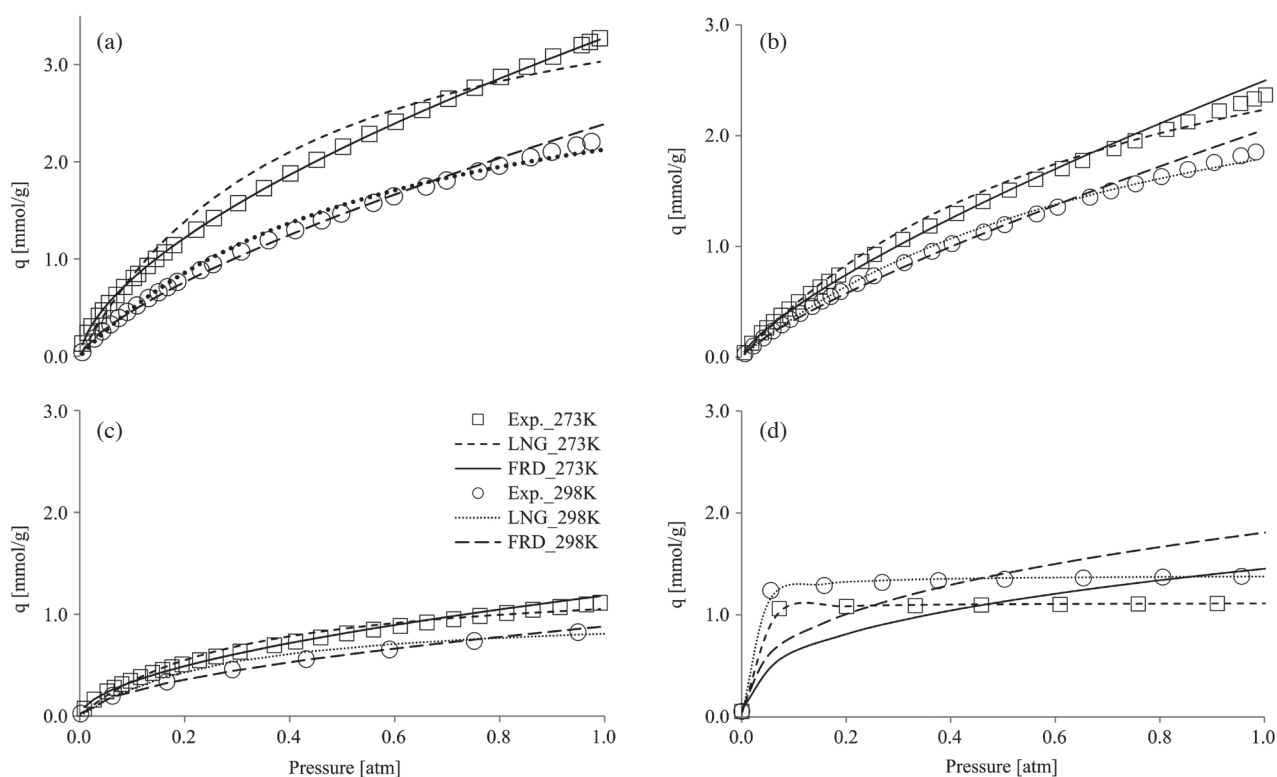 (a)
3.0
2.0
1.0
0.0
q [mmol/g]
(b)
3.0
2.0
1.0
0.0
q [mmol/g]
(c)
3.0
2.0
1.0
0.0
q [mmol/g]
Exp._273K
LNG_273K
FRD_273K
Exp._298K
LNG_298K
FRD_298K
0.0 0.2 0.4 0.6 0.8 1.0
Pressure [atm]
(d)
3.0
2.0
1.0
0.0
q [mmol/g]
0.0 0.2 0.4 0.6 0.8 1.0
Pressure [atm]